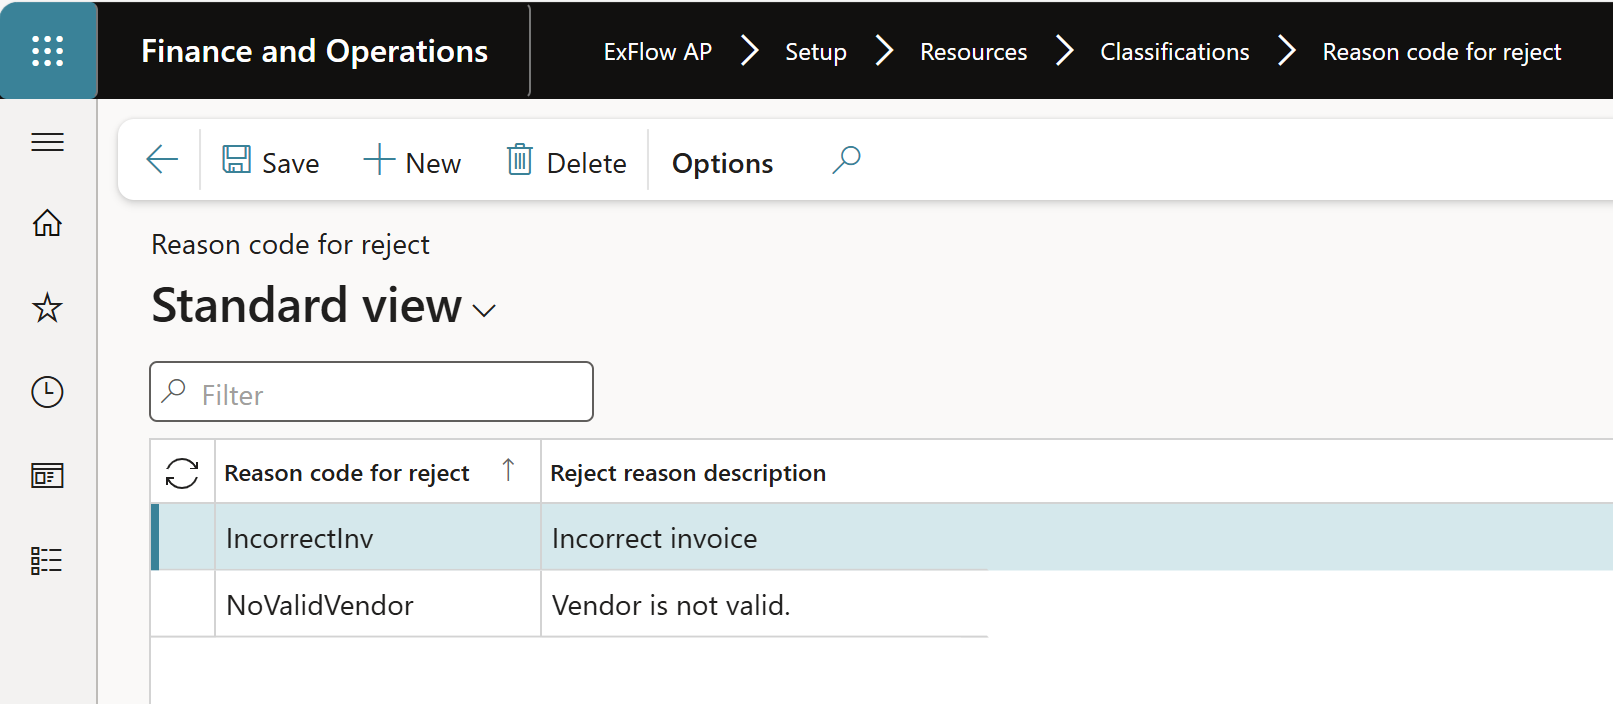 Finance and Operations
ExFlow AP > Setup > Resources > Classifications > Reason code for reject
Save New Delete Options
Reason code for reject
Standard view
Filter
Reason code for reject ↑ Reject reason description
IncorrectInv Incorrect invoice
NoValidVendor Vendor is not valid.